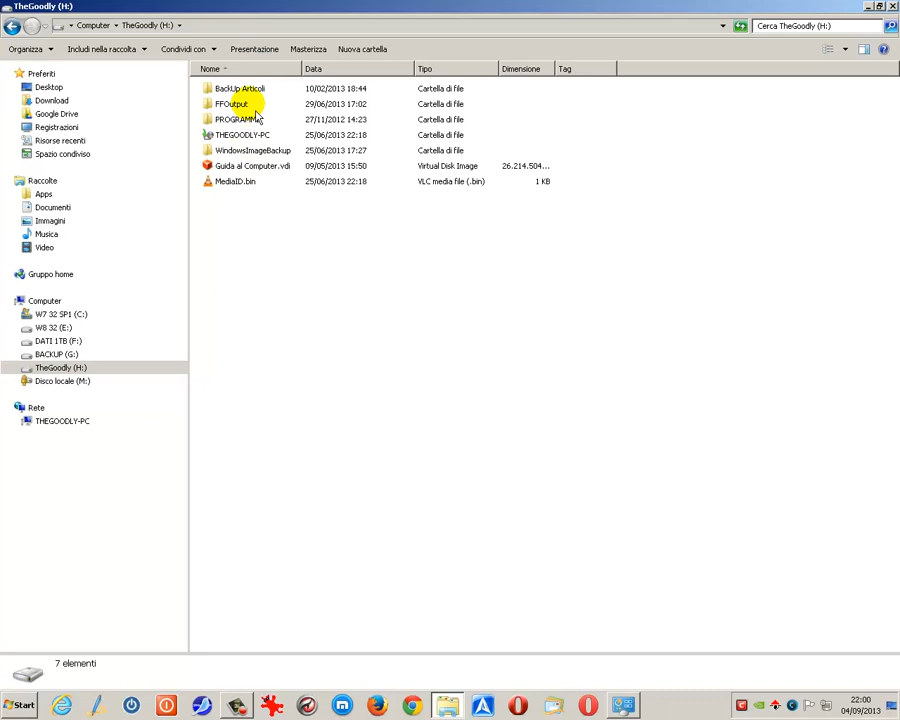 TheGoodly (H:)
Computer TheGoodly (H:)
Cerca TheGoodly (H:)
Organizza Includi nella raccolta Condividi con Presentazione Masterizza Nuova cartella
Nome Data Tipo Dimensione Tag
BackUp Articoli 10/02/2013 18:44 Cartella di file
FFOutput 29/06/2013 17:02 Cartella di file
27/11/2012 14:23 Cartella di file
THEGOODLY-PC 25/06/2013 22:18 Cartella di file
WindowsImageBackup 25/06/2013 17:27 Cartella di file
Guida al Computer.vdi 09/05/2013 15:50 Virtual Disk Image 26.214.504...
MediaID.bin 25/06/2013 22:18 VLC media file (.bin) 1 KB
Preferiti
Desktop
Download
Google Drive
Registrazioni
Risorse recenti
Spazio condiviso
Raccolte
Apps
Documenti
Immagini
Musica
Video
Gruppo home
Computer
W7 32 SP1 (C:)
W8 32 (E:)
DATI 1TB (F:)
BACKUP (G:)
TheGoodly (H:)
Disco locale (M:)
Rete
THEGOODLY-PC
7 elementi
Start
22:00
04/09/2013